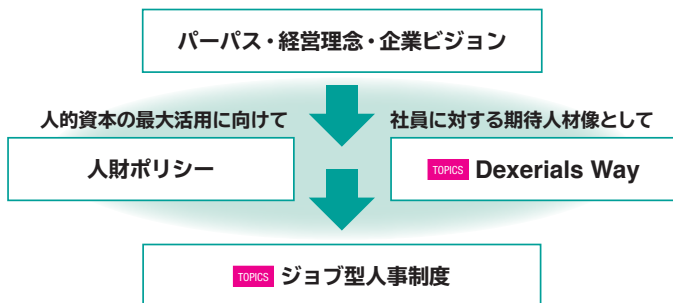 パーパス・経営理念・企業ビジョン
人的資本の最大活用に向けて
人財ポリシー
社員に対する期待人材像として
TOPICS Dexerials Way
TOPICS ジョブ型人事制度